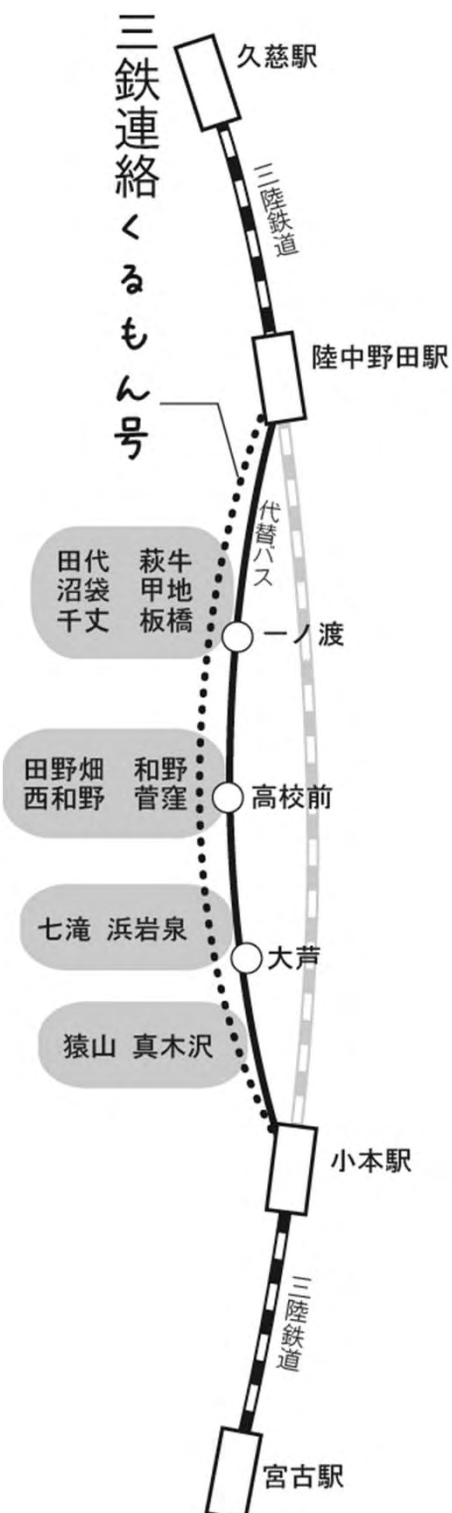 三鉄連絡くるもん号
久慈駅
三陸鉄道
陸中野田駅
代替バス
田代 萩牛
沼袋 甲地
千丈 板橋
一ノ渡
田野畑 和野
西和野 菅窪
高校前
七滝 浜岩泉
大芦
猿山 真木沢
小本駅
三陸鉄道
宮古駅